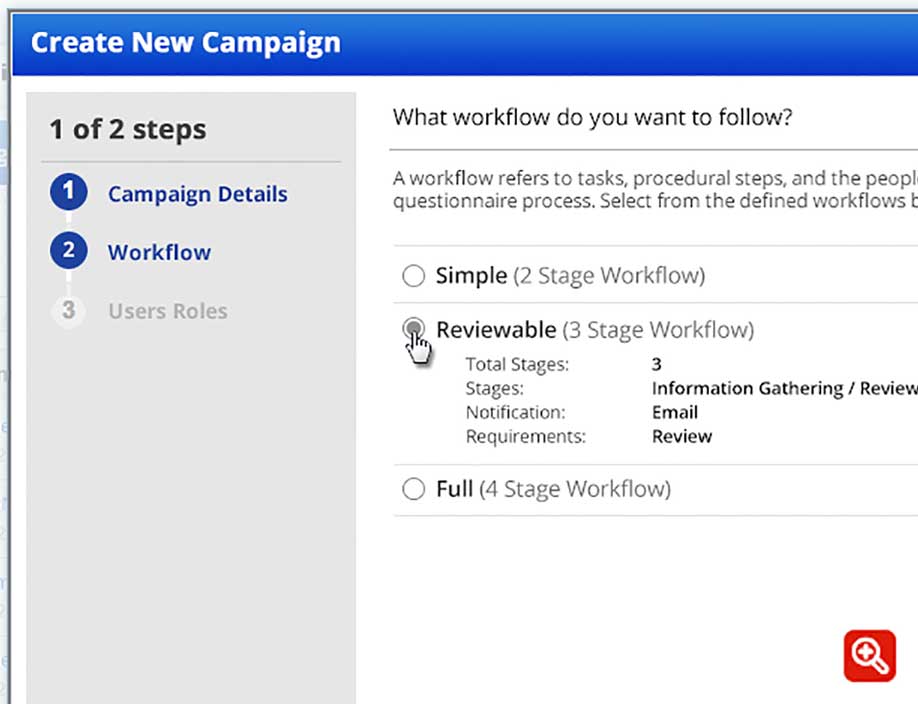 Create New Campaign
1 of 2 steps
1 Campaign Details
2 Workflow
3 Users Roles
What workflow do you want to follow?
A workflow refers to tasks, procedural steps, and the
questionnaire process. Select from the defined workflows
Simple (2 Stage Workflow)
Reviewable (3 Stage Workflow)
Total Stages: 3
Stages: Information Gathering / Review
Notification: Email
Requirements: Review
Full (4 Stage Workflow)